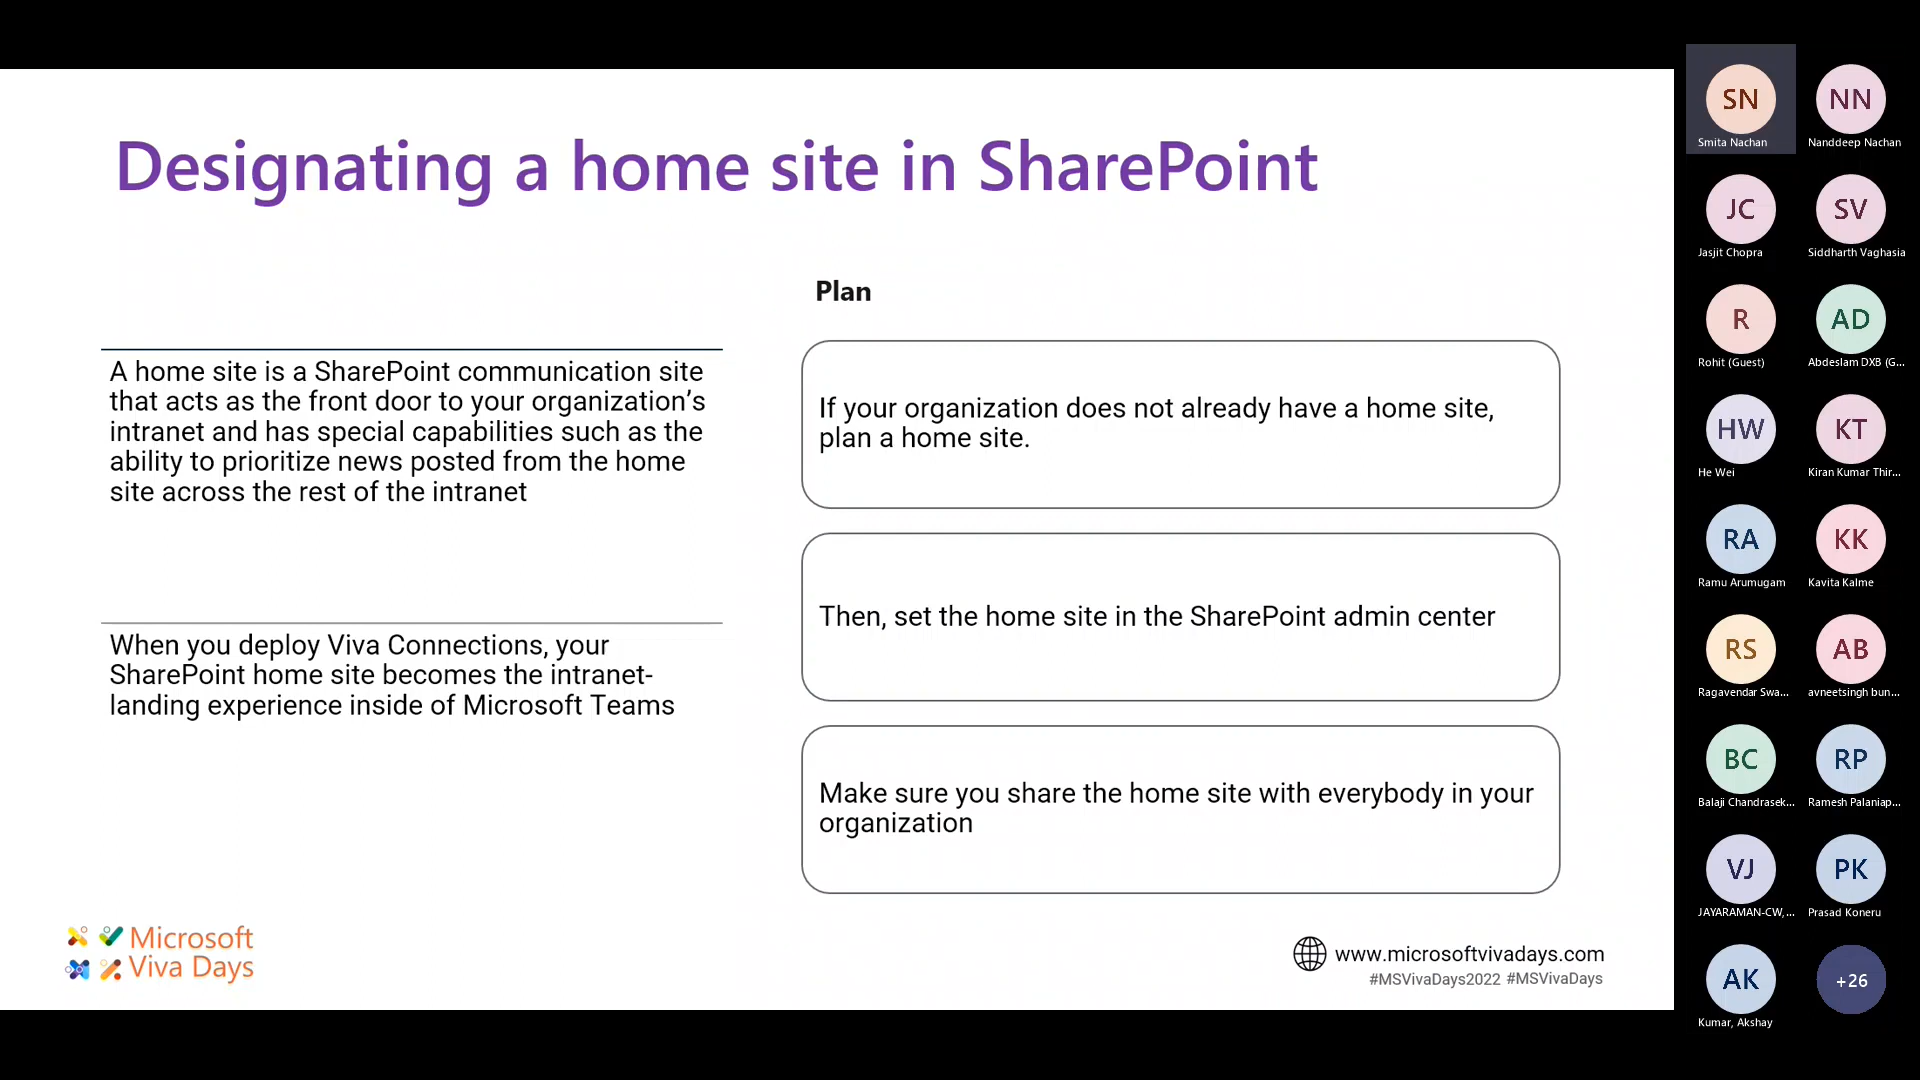 Designating a home site in SharePoint
A home site is a SharePoint communication site
that acts as the front door to your organization’s
intranet and has special capabilities such as the
ability to prioritize news posted from the home
site across the rest of the intranet
When you deploy Viva Connections, your
SharePoint home site becomes the intranet-
landing experience inside of Microsoft Teams
Plan
If your organization does not already have a home site,
plan a home site.
Then, set the home site in the SharePoint admin center
Make sure you share the home site with everybody in your
organization
Microsoft
Viva Days
www.microsoftvivadays.com
#MSVivaDays2022 #MSVivaDays
SN
Smita Nachan
NN
Nanddeep Nachan
JC
Jasjit Chopra
SV
Siddharth Vaghasia
R
Rohit (Guest)
AD
Abdeslam DXB (G...
HW
He Wei
KT
Kiran Kumar Thir...
RA
Ramu Arumugam
KK
Kavita Kalme
RS
Ragavendar Swa...
AB
avneetsingh bun...
BC
Balaji Chandrasek...
RP
Ramesh Palaniap...
VJ
JAYARAMAN-CW,...
PK
Prasad Koneru
AK
Kumar, Akshay
+26